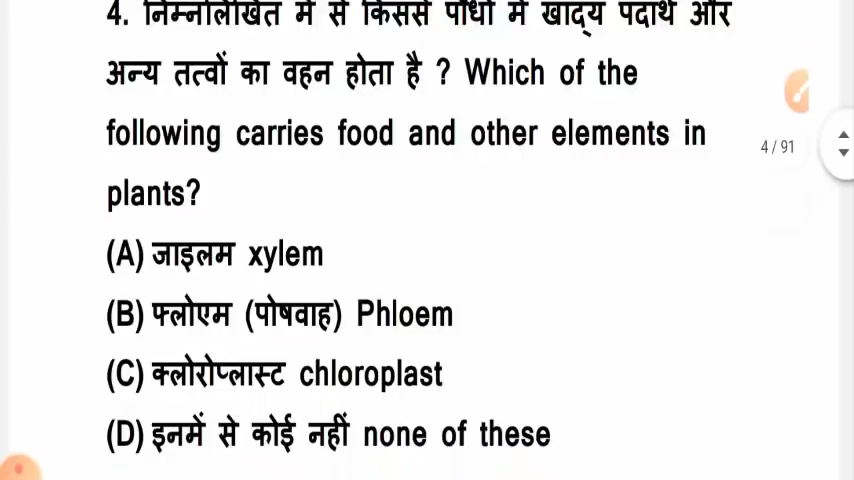 4. निम्नलिखित में से किससे पौधों में खाद्य पदार्थ और
अन्य तत्वों का वहन होता है ? Which of the
following carries food and other elements in
4 / 91
plants?
(A) जाइलम xylem
(B) फ्लोएम (पोषवाह) Phloem
(C) क्लोरोप्लास्ट chloroplast
(D) इनमें से कोई नहीं none of these